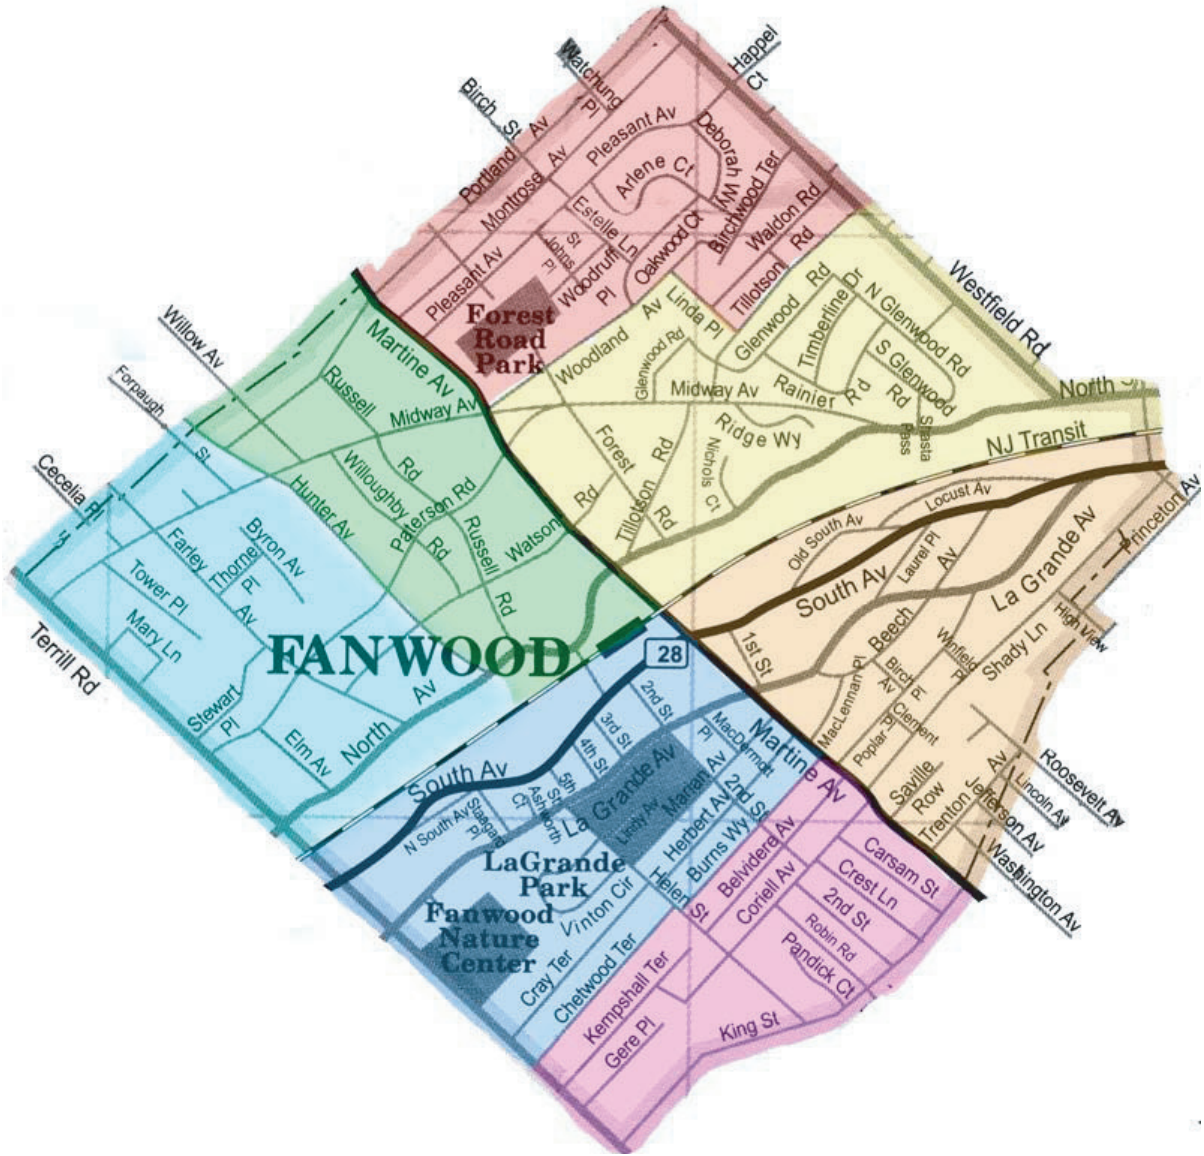 Watchung
Pl
Happel
Ct
Birch St
Portland Av
Montrose Av
Pleasant Av
Arlene Ct
Deborah Wy
Birchwood Ter
Waldon Rd
Estelle Ln
St
Johns
Pl
Woodruff
Pl
Oakwood Ct
Tillotson
Rd
Pleasant Av
Forest
Road
Park
Westfield Rd
Willow Av
Martine Av
Russell
Rd
Midway Av
Willoughby
Rd
Patterson Rd
Russell
Rd
Watson
Rd
Hunter Av
Woodland Av
Linda Pl
Glenwood Rd
Glenwood Rd
Timberline Dr
N Glenwood Rd
S Glenwood
Rd
Midway Av
Rainier Rd
Ridge Wy
Nichols Ct
Shasta
Pass
Forest
Rd
Tillotson Rd
North
NJ Transit
Forpaugh
St
Cecelia Pl
Farley
Av
Thorne
Pl
Byron Av
Tower Pl
Mary Ln
Terrill Rd
Stewart
Pl
Elm Av
North
Av
FANWOOD
28
Princeton Av
Locust Av
Old South Av
South Av
Laurel Pl
Beech Av
La Grande Av
1st St
MacLennan Pl
Birch Pl
Av
Winfield
Pl
Shady Ln
High View
Clement
Pl
Poplar
Saville
Row
Trenton Av
Jefferson Av
Lincoln Av
Roosevelt Av
Washington Av
South Av
2nd St
3rd St
4th St
5th
St
Ashworth
Ct
Staegara
Pl
N South Av
La Grande Av
Lindy Av
Marian Av
MacDermott
Pl
Martine Av
2nd St
Herbert Av
Burns Wy
Helen St
LaGrande
Park
Vinton Cir
Fanwood
Nature
Center
Cray Ter
Chetwood Ter
Belvidere Av
Coriell Av
Carsam St
Crest Ln
2nd St
Robin Rd
Pandick Ct
Kempshall Ter
Gere Pl
King St